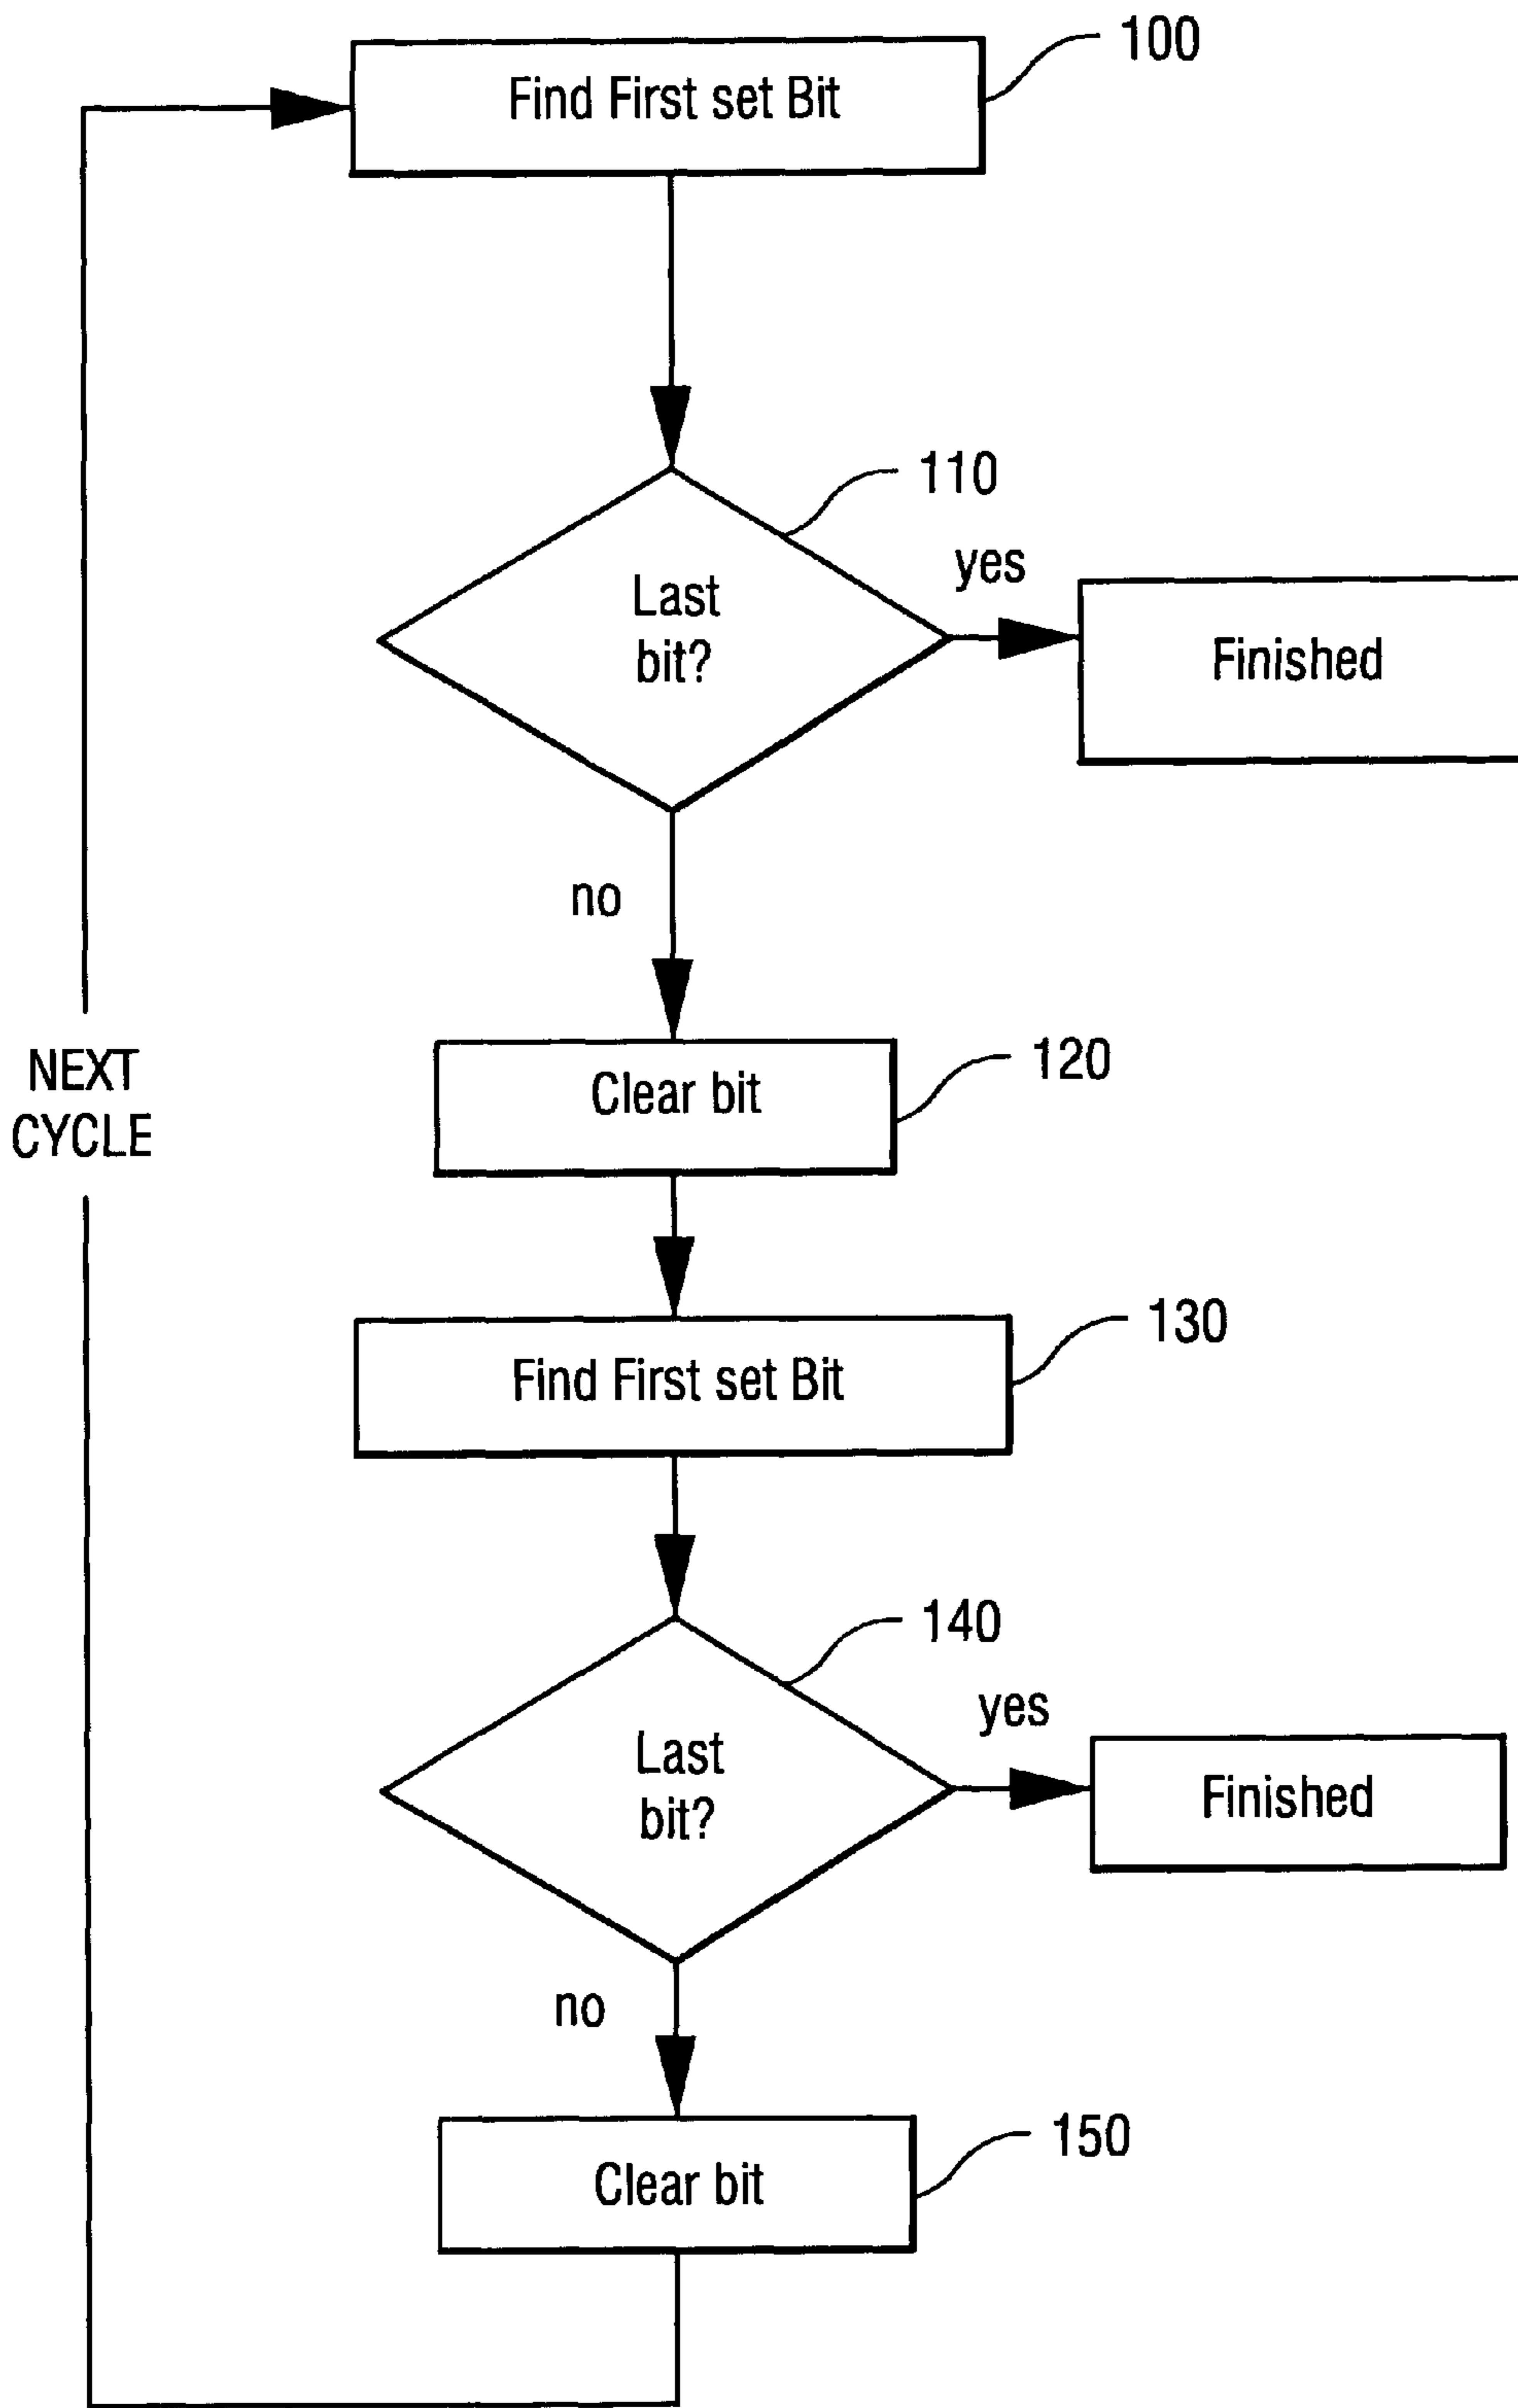 100
Find First set Bit
110
yes
Last
bit?
Finished
no
NEXT
CYCLE
120
Clear bit
130
Find First set Bit
140
yes
Last
bit?
Finished
no
150
Clear bit